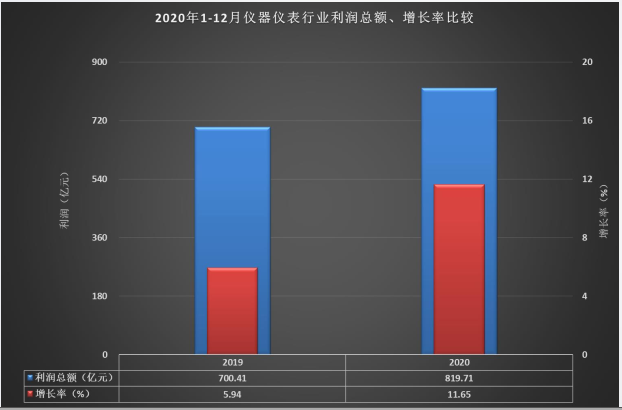 2020年1-12月仪器仪表行业利润总额、增长率比较
900 20
720 16
540 12
360 8
180 4
0 0
利润（亿元）
增长率（%）
2019 2020
利润总额（亿元） 700.41 819.71
增长率（%） 5.94 11.65